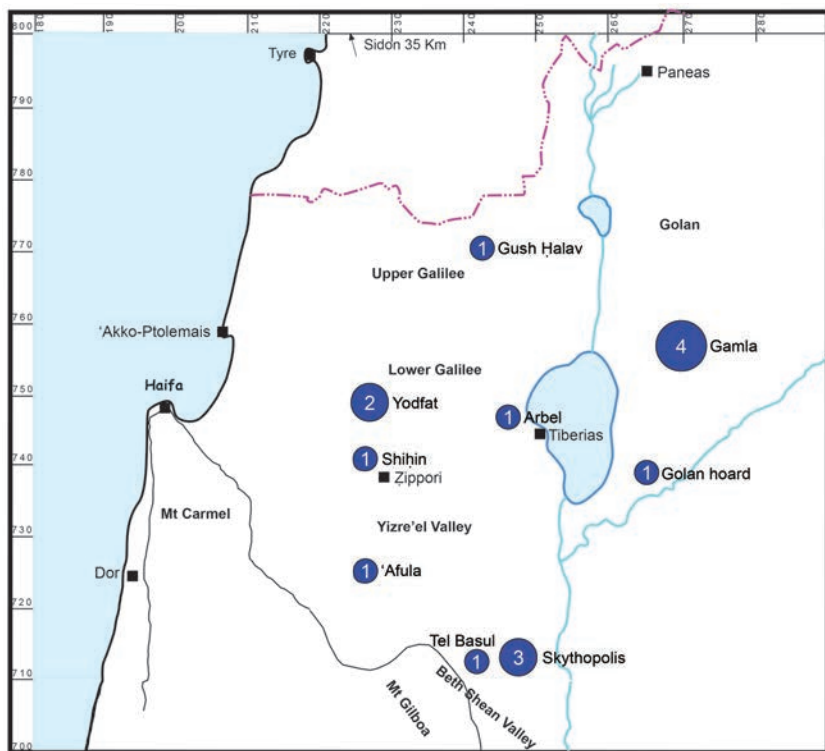 180 190 200 210 220 230 240 250 260 270 280
800
790
780
770
760
750
740
730
720
710
700
Sidon 35 Km
Tyre
Paneas
Golan
1 Gush Ḥalav
Upper Galilee
'Akko-Ptolemais
4 Gamla
Lower Galilee
Haifa
2 Yodfat
1 Arbel
Tiberias
1 Shiḥin
Ẓippori
1 Golan hoard
Mt Carmel
Yizre'el Valley
Dor
1 'Afula
Tel Basul
1
3 Skythopolis
Beth Shean Valley
Mt Gilboa